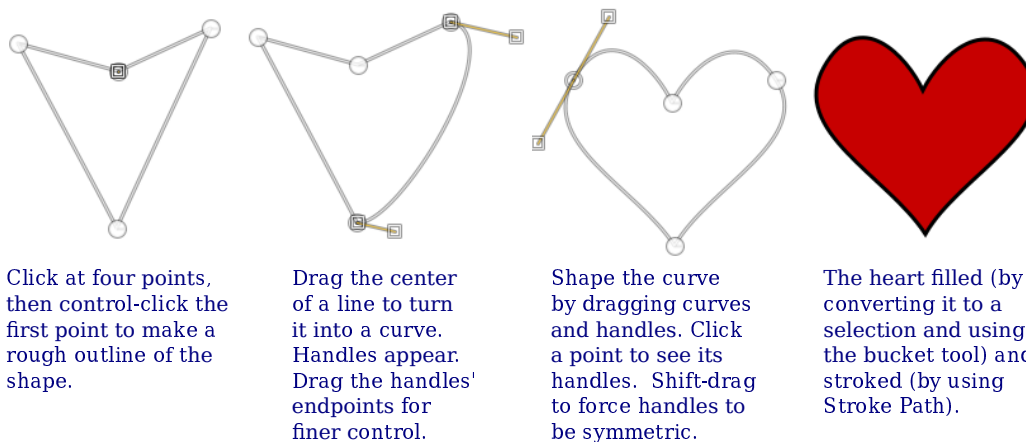 Click at four points,
then control-click the
first point to make a
rough outline of the
shape.
Drag the center
of a line to turn
it into a curve.
Handles appear.
Drag the handles'
endpoints for
finer control.
Shape the curve
by dragging curves
and handles. Click
a point to see its
handles.  Shift-drag
to force handles to
be symmetric.
The heart filled (by
converting it to a
selection and using
the bucket tool) and
stroked (by using
Stroke Path).